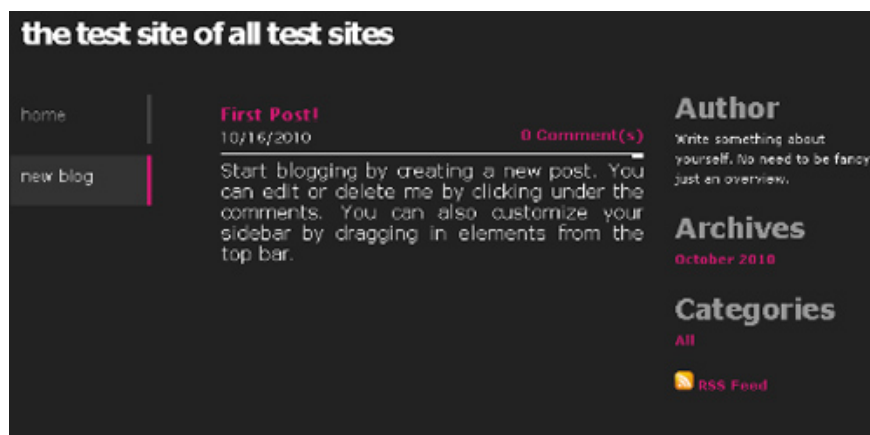 the test site of all test sites
home
new blog
First Post!
10/16/2010
0 Comment(s)
Start blogging by creating a new post. You
can edit or delete me by clicking under the
comments. You can also customize your
sidebar by dragging in elements from the
top bar.
Author
Write something about
yourself. No need to be fancy
just an overview.
Archives
October 2010
Categories
All
RSS Feed